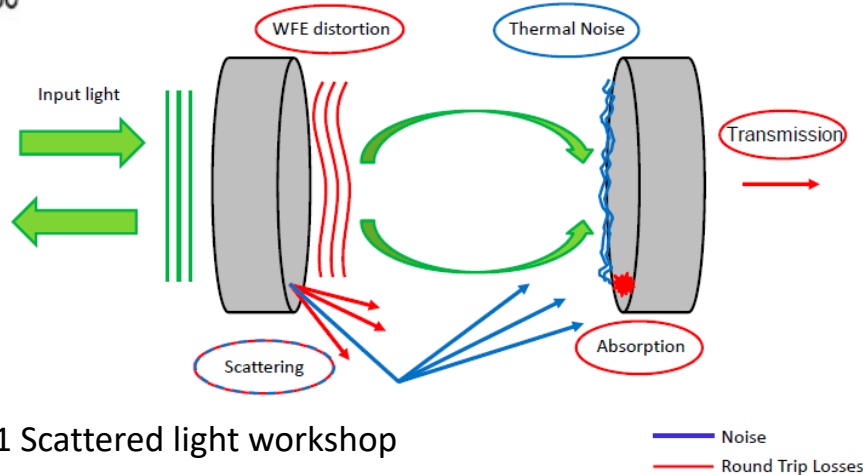 WFE distortion
Thermal Noise
Input light
Transmission
Scattering
Absorption
1 Scattered light workshop
Noise
Round Trip Losses